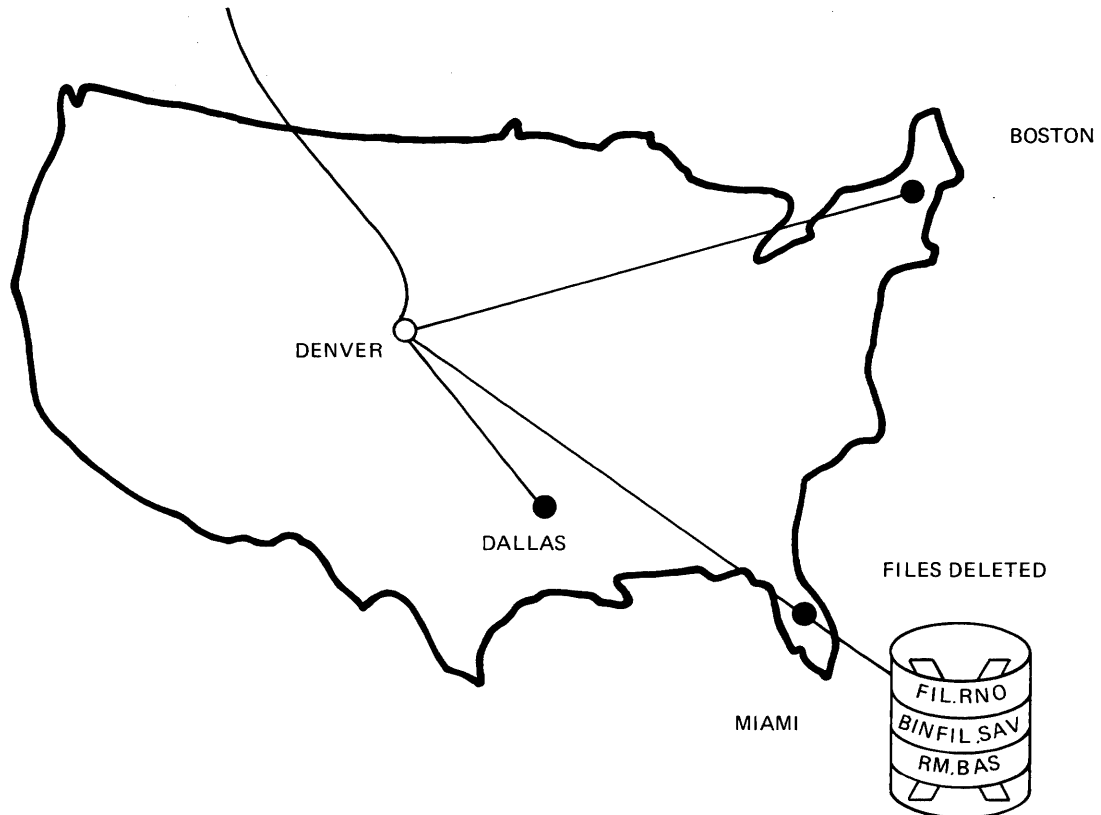 BOSTON
DENVER
DALLAS
FILES DELETED
FIL.RNO
MIAMI
BINFIL.SAV
RM.BAS